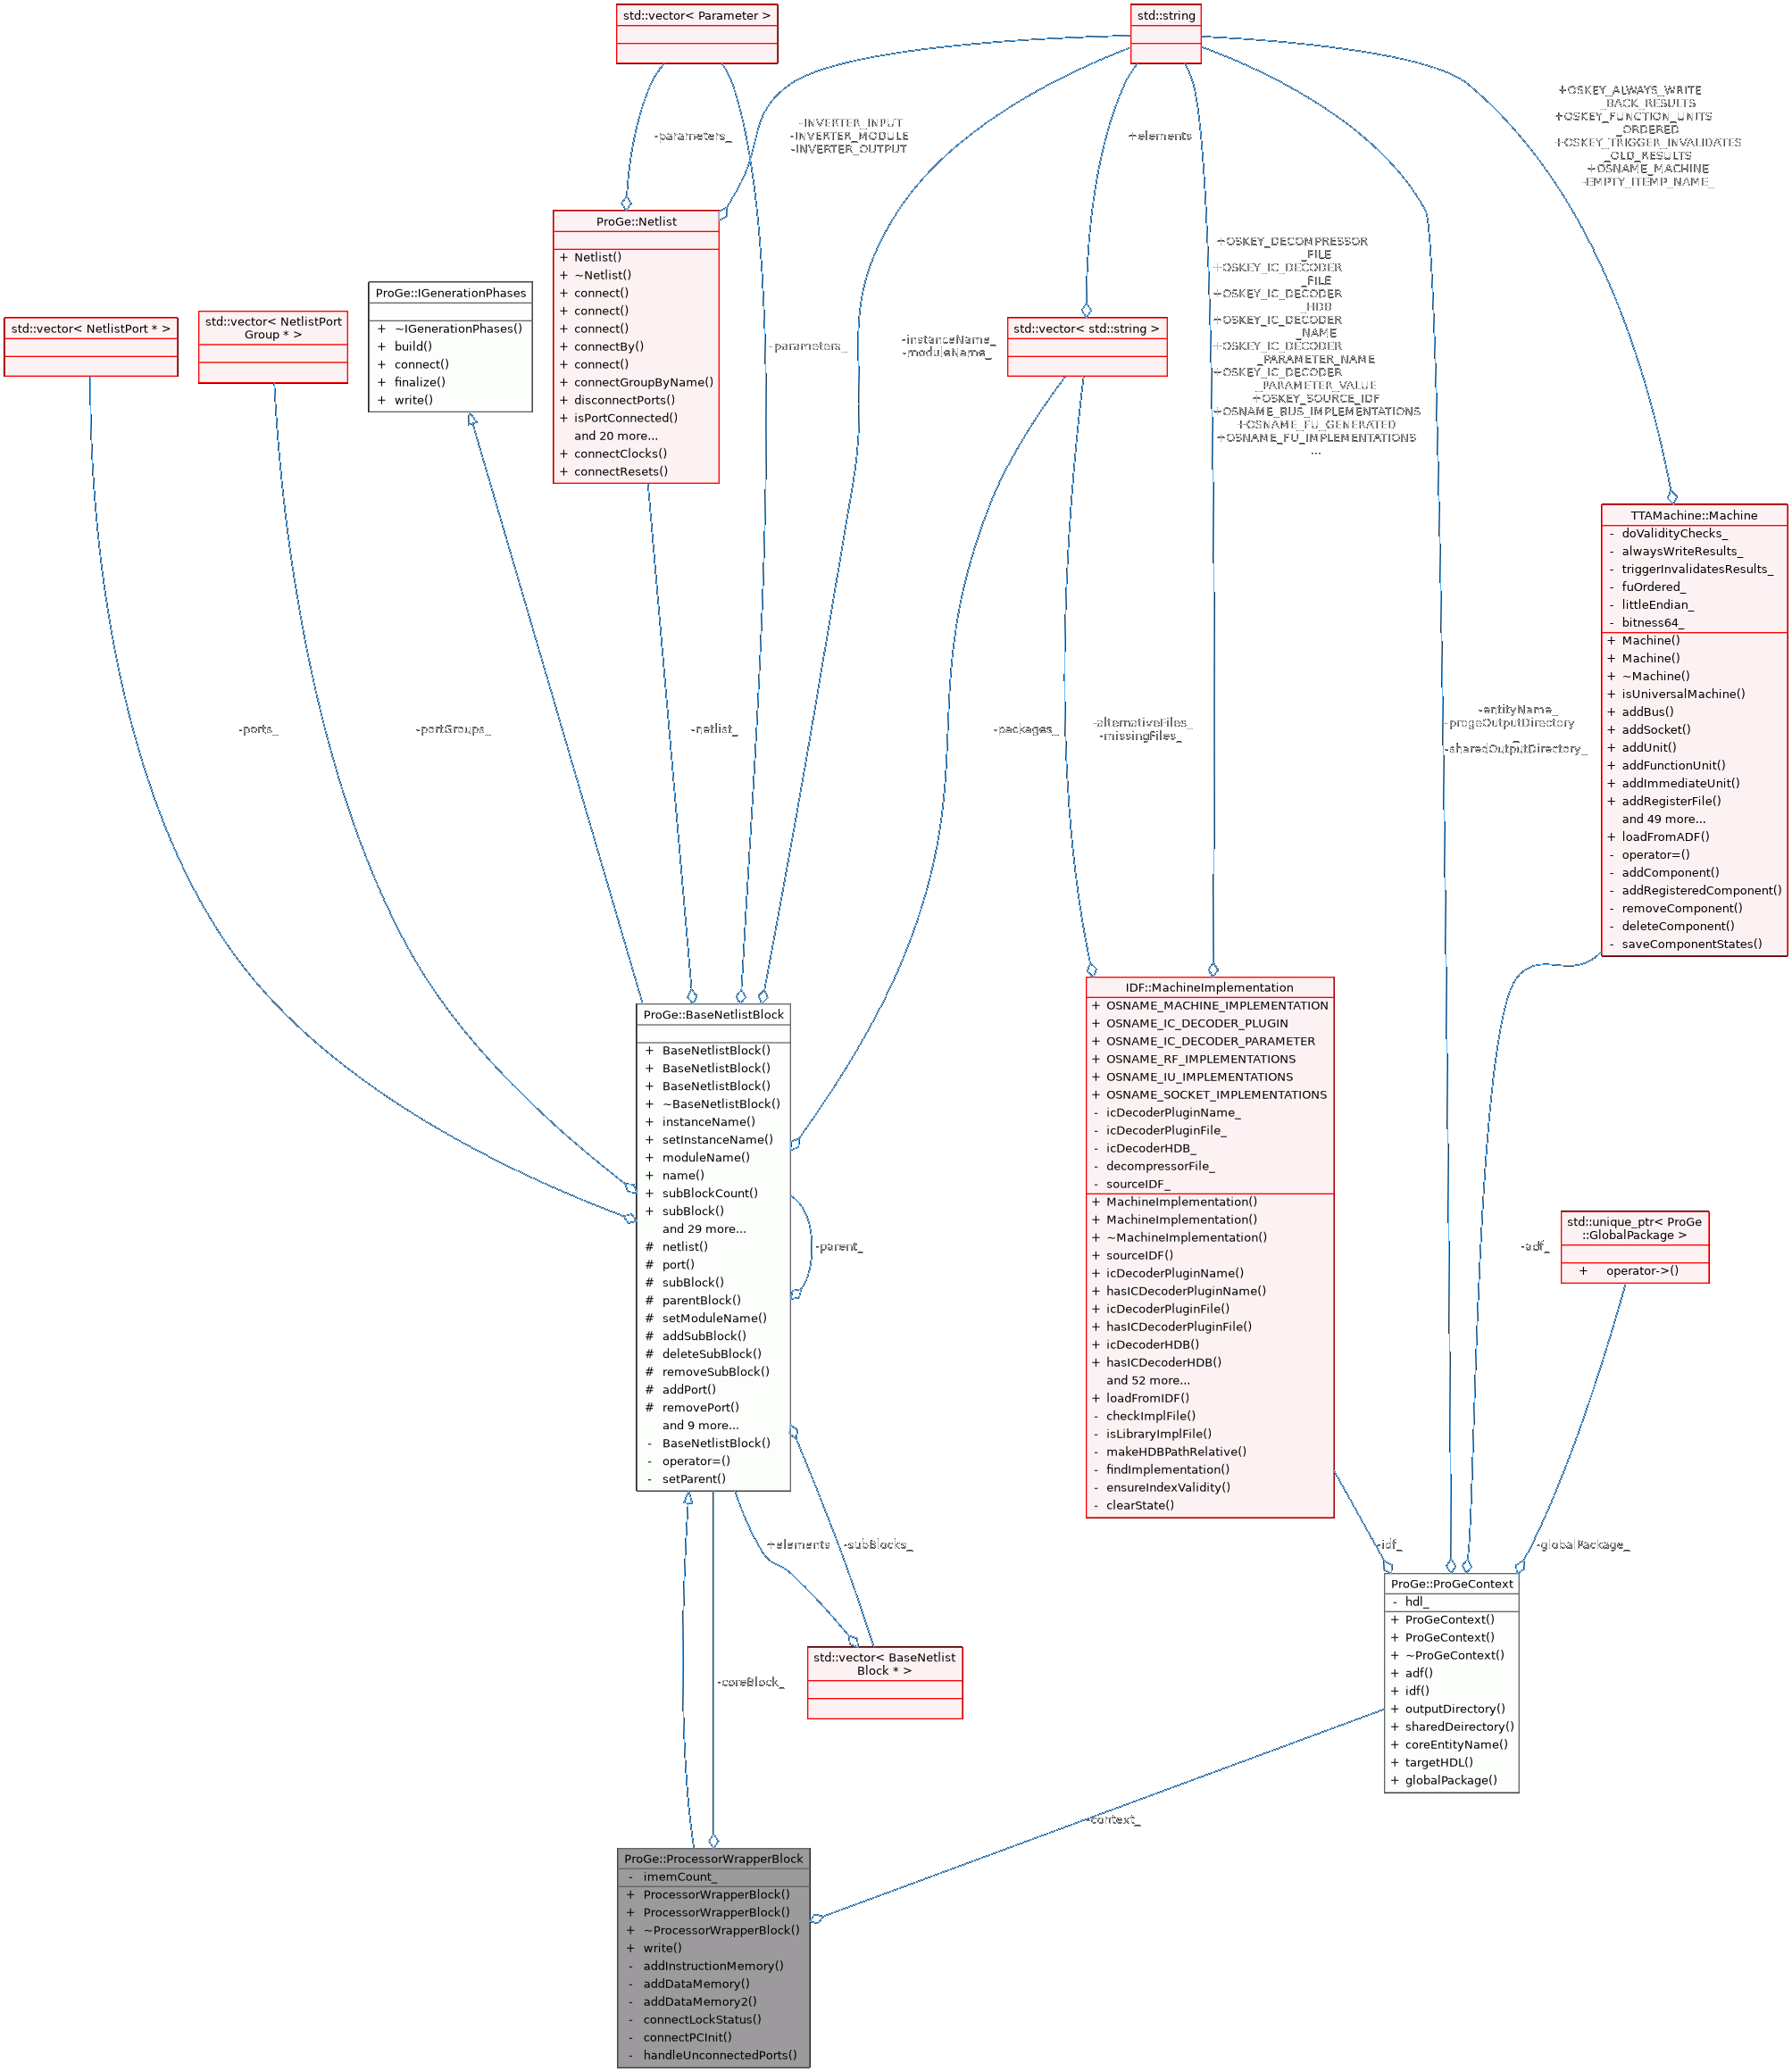 std::vector< Parameter >
std::string
+OSKEY_ALWAYS_WRITE
_BACK_RESULTS
+OSKEY_FUNCTION_UNITS
_ORDERED
+OSKEY_TRIGGER_INVALIDATES
_OLD_RESULTS
+OSNAME_MACHINE
-EMPTY_ITEMP_NAME_
-parameters_
-INVERTER_INPUT
-INVERTER_MODULE
-INVERTER_OUTPUT
+elements
ProGe::Netlist
+ Netlist()
+ ~Netlist()
+ connect()
+ connect()
+ connect()
+ connectBy()
+ connect()
+ connectGroupByName()
+ disconnectPorts()
+ isPortConnected()
and 20 more...
+ connectClocks()
+ connectResets()
ProGe::IGenerationPhases
+ ~IGenerationPhases()
+ build()
+ connect()
+ finalize()
+ write()
std::vector< NetlistPort * >
std::vector< NetlistPort
Group * >
-parameters_
-instanceName_
-moduleName_
std::vector< std::string >
+OSKEY_DECOMPRESSOR
_FILE
+OSKEY_IC_DECODER
_FILE
+OSKEY_IC_DECODER
_HDB
+OSKEY_IC_DECODER
_NAME
+OSKEY_IC_DECODER
_PARAMETER_NAME
+OSKEY_IC_DECODER
_PARAMETER_VALUE
+OSKEY_SOURCE_IDF
+OSNAME_BUS_IMPLEMENTATIONS
+OSNAME_FU_GENERATED
+OSNAME_FU_IMPLEMENTATIONS
...
TTAMachine::Machine
- doValidityChecks_
- alwaysWriteResults_
- triggerInvalidatesResults_
- fuOrdered_
- littleEndian_
- bitness64_
+ Machine()
+ Machine()
+ ~Machine()
+ isUniversalMachine()
+ addBus()
+ addSocket()
+ addUnit()
+ addFunctionUnit()
+ addImmediateUnit()
+ addRegisterFile()
and 49 more...
+ loadFromADF()
- operator=()
- addComponent()
- addRegisteredComponent()
- removeComponent()
- deleteComponent()
- saveComponentStates()
-ports_
-portGroups_
-netlist_
-packages_
-alternativeFiles_
-missingFiles_
-entityName_
-progeOutputDirectory
_
-sharedOutputDirectory_
ProGe::BaseNetlistBlock
+ BaseNetlistBlock()
+ BaseNetlistBlock()
+ BaseNetlistBlock()
+ ~BaseNetlistBlock()
+ instanceName()
+ setInstanceName()
+ moduleName()
+ name()
+ subBlockCount()
+ subBlock()
and 29 more...
# netlist()
# port()
# subBlock()
# parentBlock()
# setModuleName()
# addSubBlock()
# deleteSubBlock()
# removeSubBlock()
# addPort()
# removePort()
and 9 more...
- BaseNetlistBlock()
- operator=()
- setParent()
-parent_
IDF::MachineImplementation
+ OSNAME_MACHINE_IMPLEMENTATION
+ OSNAME_IC_DECODER_PLUGIN
+ OSNAME_IC_DECODER_PARAMETER
+ OSNAME_RF_IMPLEMENTATIONS
+ OSNAME_IU_IMPLEMENTATIONS
+ OSNAME_SOCKET_IMPLEMENTATIONS
- icDecoderPluginName_
- icDecoderPluginFile_
- icDecoderHDB_
- decompressorFile_
- sourceIDF_
+ MachineImplementation()
+ MachineImplementation()
+ ~MachineImplementation()
+ sourceIDF()
+ icDecoderPluginName()
+ hasICDecoderPluginName()
+ icDecoderPluginFile()
+ hasICDecoderPluginFile()
+ icDecoderHDB()
+ hasICDecoderHDB()
and 52 more...
+ loadFromIDF()
- checkImplFile()
- isLibraryImplFile()
- makeHDBPathRelative()
- findImplementation()
- ensureIndexValidity()
- clearState()
-adf_
std::unique_ptr< ProGe
::GlobalPackage >
+ operator->()
+elements
-subBlocks_
-idf_
-globalPackage_
ProGe::ProGeContext
- hdl_
+ ProGeContext()
+ ProGeContext()
+ ~ProGeContext()
+ adf()
+ idf()
+ outputDirectory()
+ sharedDeirectory()
+ coreEntityName()
+ targetHDL()
+ globalPackage()
std::vector< BaseNetlist
Block * >
-coreBlock_
-context_
ProGe::ProcessorWrapperBlock
- imemCount_
+ ProcessorWrapperBlock()
+ ProcessorWrapperBlock()
+ ~ProcessorWrapperBlock()
+ write()
- addInstructionMemory()
- addDataMemory()
- addDataMemory2()
- connectLockStatus()
- connectPCInit()
- handleUnconnectedPorts()